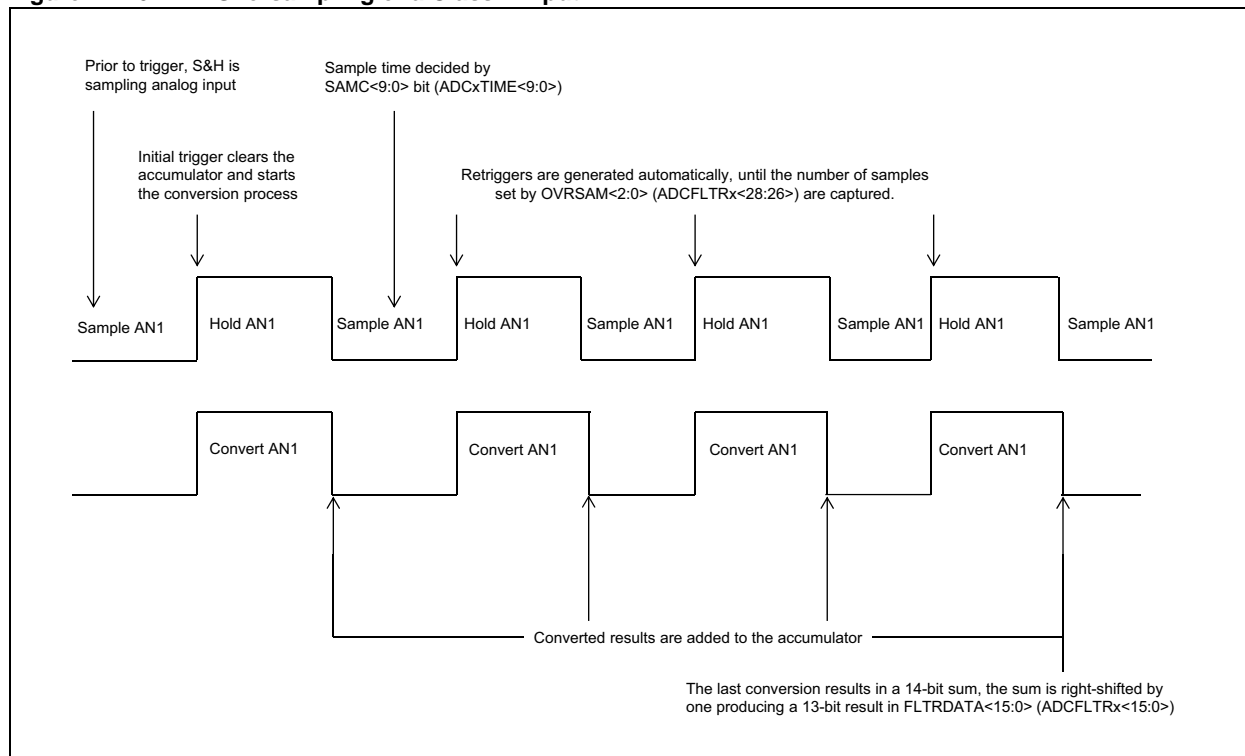 Prior to trigger, S&H is
sampling analog input
Sample time decided by
SAMC<9:0> bit (ADCxTIME<9:0>)
Initial trigger clears the
accumulator and starts
the conversion process
Retriggers are generated automatically, until the number of samples
set by OVRSAM<2:0> (ADCFLTRx<28:26>) are captured.
Sample AN1
Hold AN1
Sample AN1
Hold AN1
Sample AN1
Hold AN1
Sample AN1
Hold AN1
Sample AN1
Convert AN1
Convert AN1
Convert AN1
Convert AN1
Converted results are added to the accumulator
The last conversion results in a 14-bit sum, the sum is right-shifted by
one producing a 13-bit result in FLTRDATA<15:0> (ADCFLTRx<15:0>)